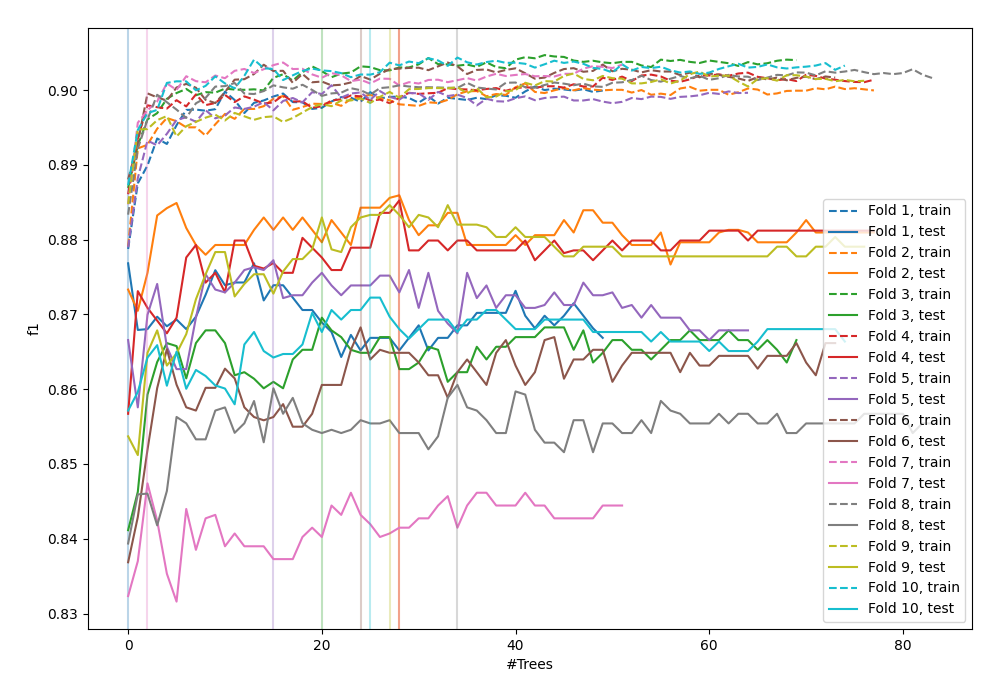 f1
0.90
0.89
0.88
0.87
0.86
0.85
0.84
0.83
0
20
40
60
80
#Trees
Fold 1, train
Fold 1, test
Fold 2, train
Fold 2, test
Fold 3, train
Fold 3, test
Fold 4, train
Fold 4, test
Fold 5, train
Fold 5, test
Fold 6, train
Fold 6, test
Fold 7, train
Fold 7, test
Fold 8, train
Fold 8, test
Fold 9, train
Fold 9, test
Fold 10, train
Fold 10, test